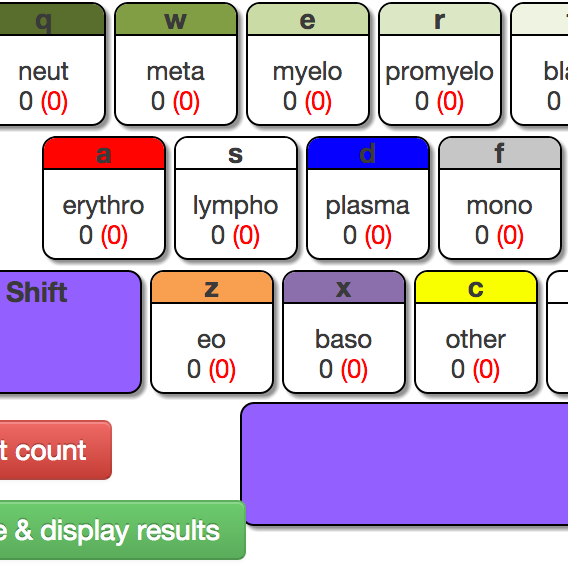 q w e r
neut meta myelo promyelo
0 (0) 0 (0) 0 (0) 0 (0) 0
a s d f
erythro lympho plasma mono
0 (0) 0 (0) 0 (0) 0 (0)
Shift z x c
eo baso other
0 (0) 0 (0) 0 (0)
t count
e & display results